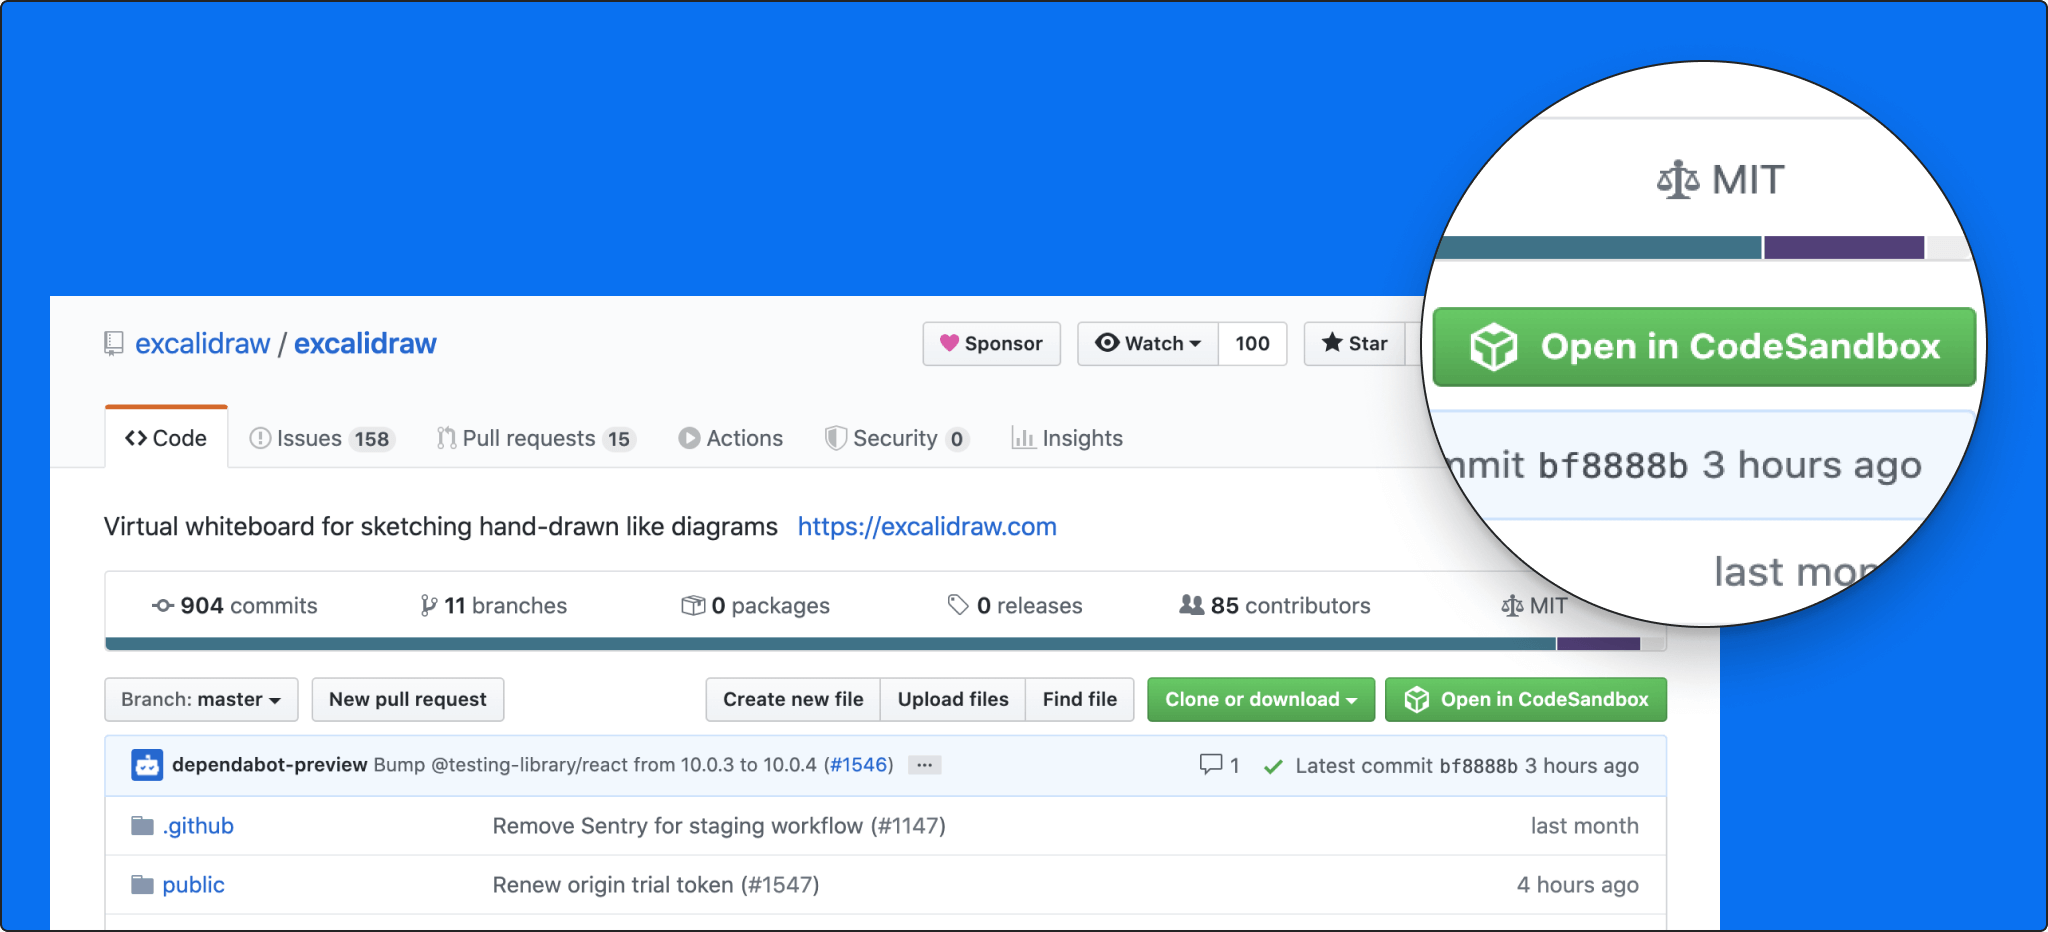 excalidraw / excalidraw
Sponsor
Watch 100
Star
Code
Issues 158
Pull requests 15
Actions
Security 0
Insights
Virtual whiteboard for sketching hand-drawn like diagrams https://excalidraw.com
904 commits
11 branches
0 packages
0 releases
85 contributors
MIT
Branch: master
New pull request
Create new file
Upload files
Find file
Clone or download
Open in CodeSandbox
dependabot-preview Bump @testing-library/react from 10.0.3 to 10.0.4 (#1546) ...
1
Latest commit bf8888b 3 hours ago
.github
Remove Sentry for staging workflow (#1147)
last month
public
Renew origin trial token (#1547)
4 hours ago
MIT
Open in CodeSandbox
mmit bf8888b 3 hours ago
last mon